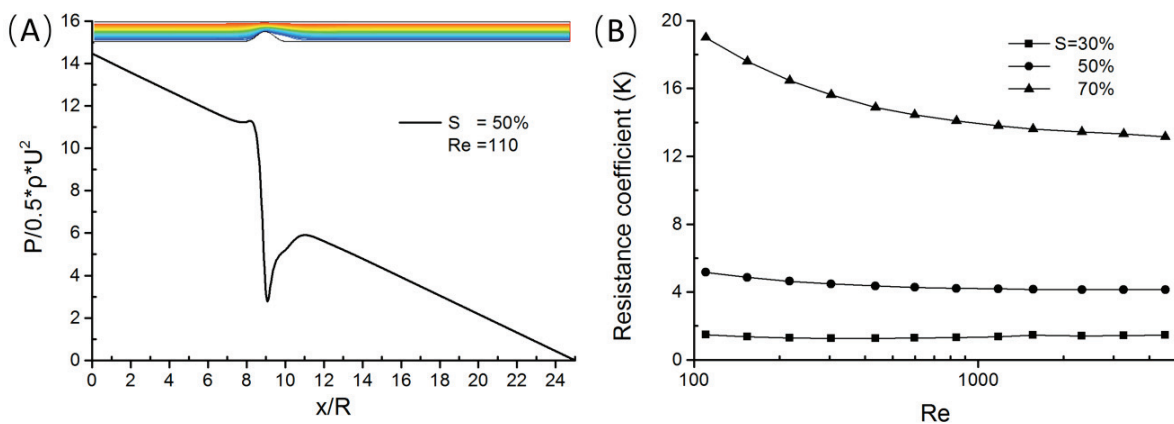 (A)
16
14
12
10
8
6
4
2
0
P/0.5*ρ*U²
S = 50%
Re =110
0 2 4 6 8 10 12 14 16 18 20 22 24
x/R
(B)
20
16
12
8
4
0
Resistance coefficient (K)
S=30%
50%
70%
100 1000
Re